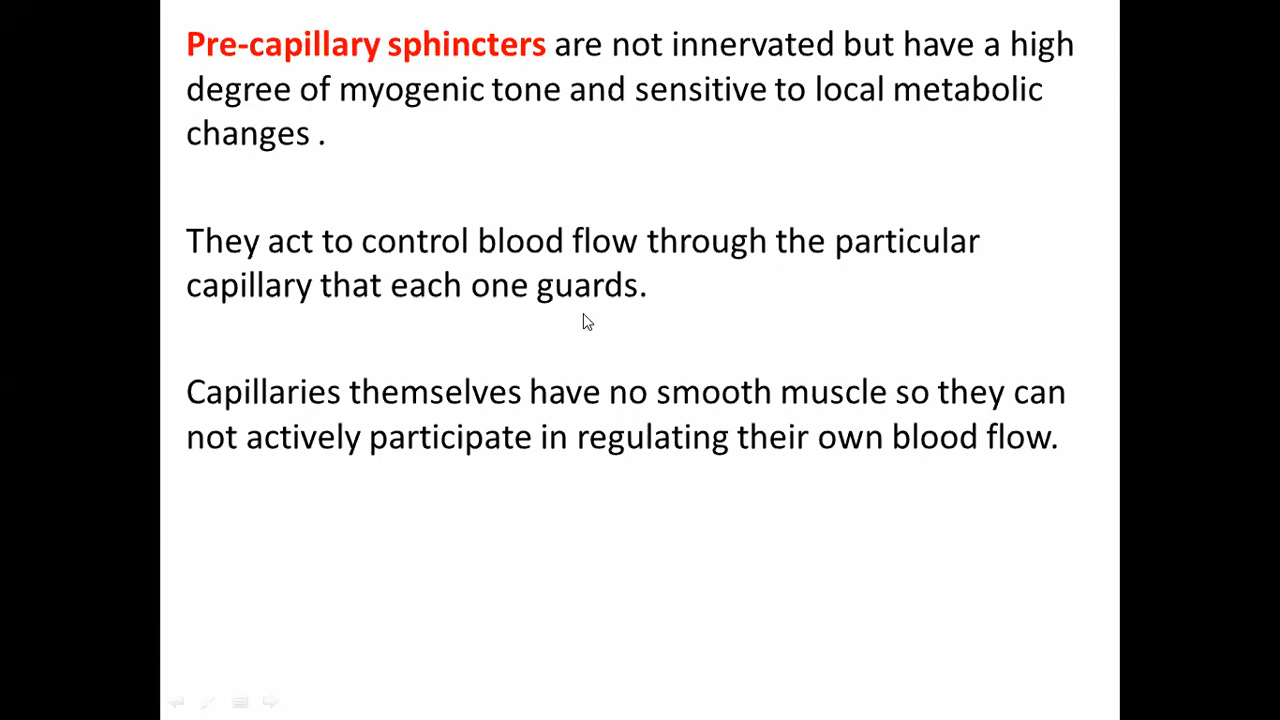 Pre-capillary sphincters are not innervated but have a high
degree of myogenic tone and sensitive to local metabolic
changes .
They act to control blood flow through the particular
capillary that each one guards.
Capillaries themselves have no smooth muscle so they can
not actively participate in regulating their own blood flow.